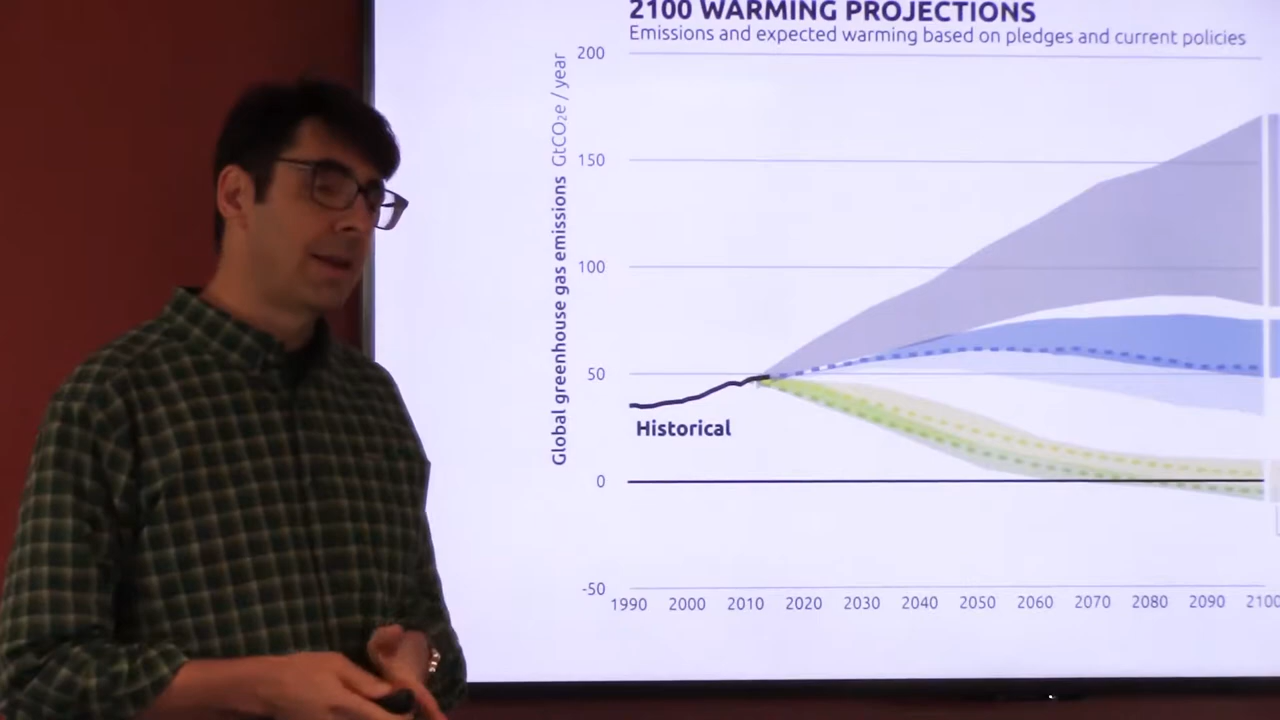 2100 WARMING PROJECTIONS
Emissions and expected warming based on pledges and current policies
Global greenhouse gas emissions GtCO₂e / year
200
150
100
50
0
-50
Historical
1990 2000 2010 2020 2030 2040 2050 2060 2070 2080 2090 2100